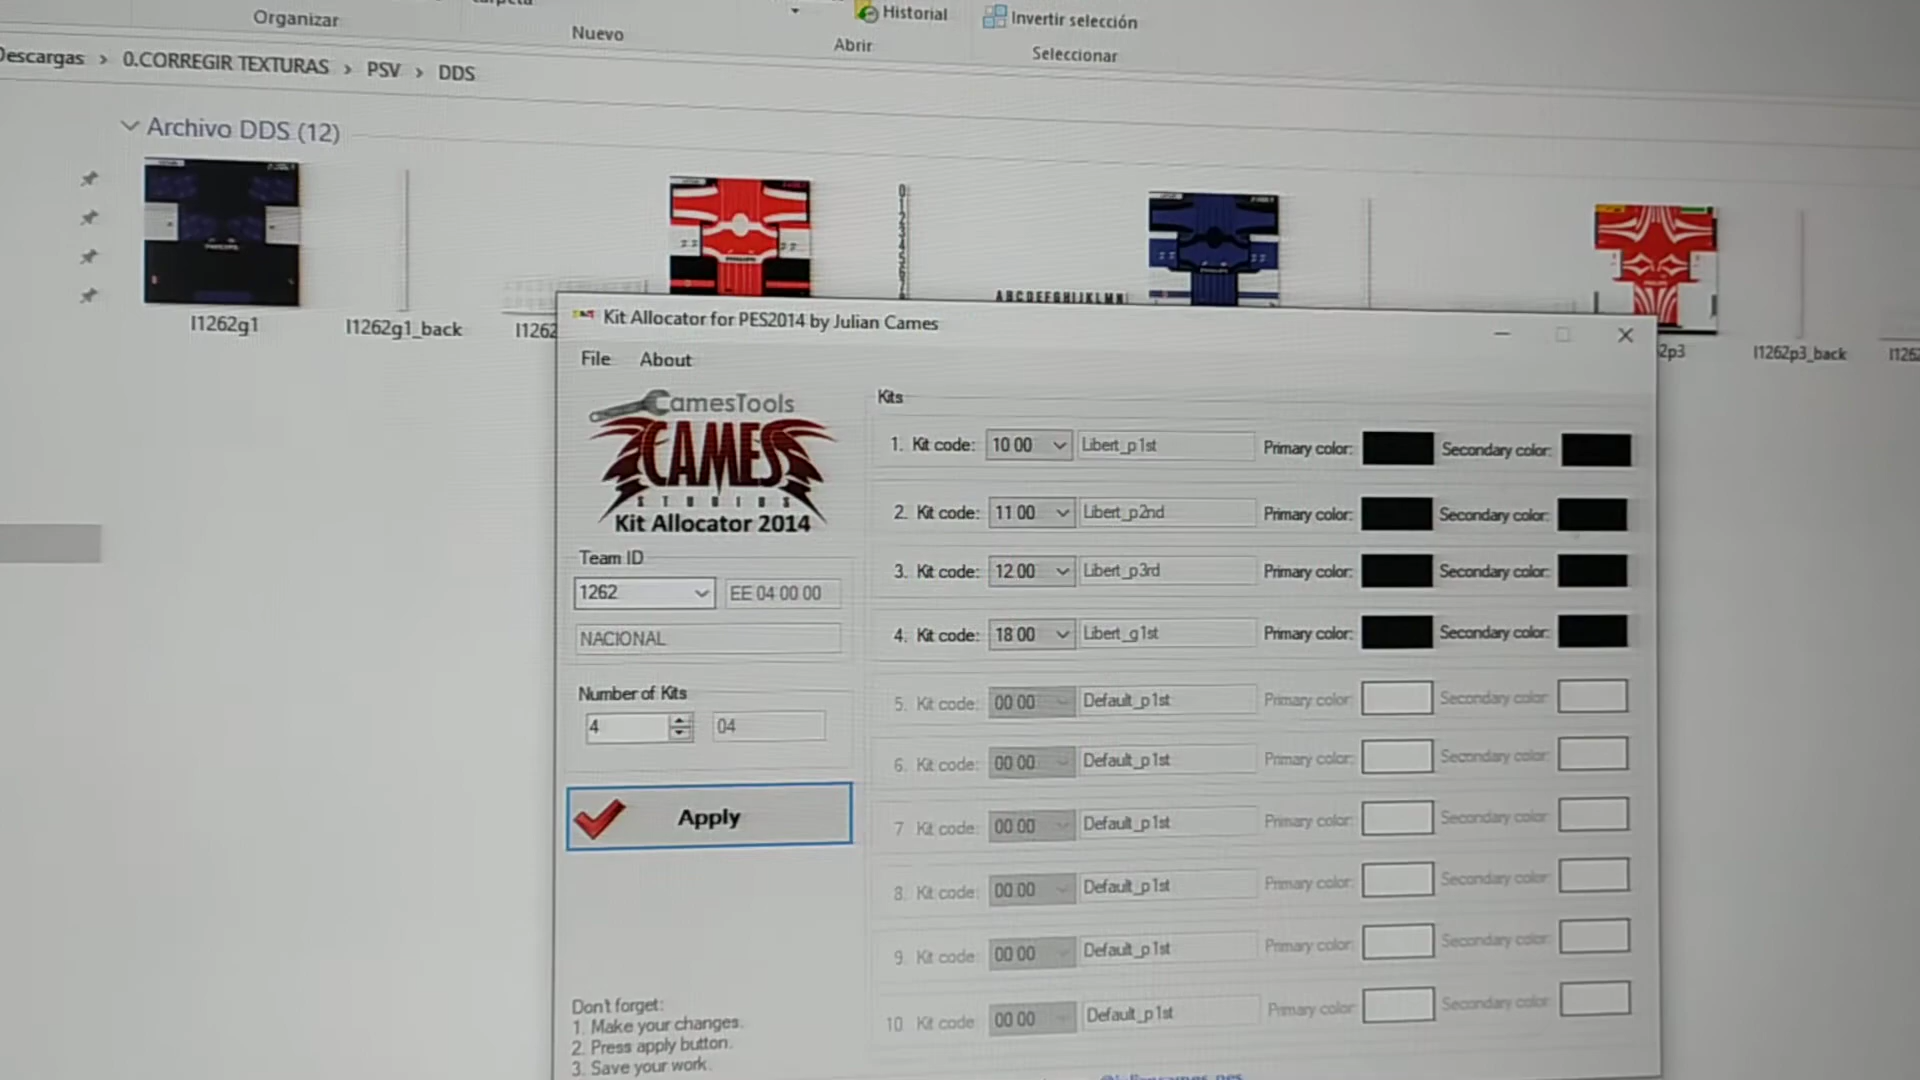 Organizar
Nuevo
Historial
Abrir
Invertir selección
Seleccionar
Descargas > 0.CORREGIR TEXTURAS > PSV > DDS
Archivo DDS (12)
l1262g1
l1262g1_back
l1262
ABCDEFGHIJKLMN
2p3
l1262p3_back
l126
Kit Allocator for PES2014 by Julian Cames
File About
CamesTools
CAMES
STUDIOS
Kit Allocator 2014
Team ID
1262 EE 04 00 00
NACIONAL
Number of Kits
4 04
Apply
Don't forget:
1. Make your changes.
2. Press apply button.
3. Save your work.
Kits
1. Kit code: 10 00 Libert_p1st Primary color: Secondary color:
2. Kit code: 11 00 Libert_p2nd Primary color: Secondary color:
3. Kit code: 12 00 Libert_p3rd Primary color: Secondary color:
4. Kit code: 18 00 Libert_g1st Primary color: Secondary color:
5. Kit code: 00 00 Default_p1st Primary color: Secondary color:
6. Kit code: 00 00 Default_p1st Primary color: Secondary color:
7 Kit code: 00 00 Default_p1st Primary color: Secondary color:
8. Kit code: 00 00 Default_p1st Primary color: Secondary color:
9. Kit code: 00 00 Default_p1st Primary color: Secondary color:
10 Kit code: 00 00 Default_p1st Primary color: Secondary color: